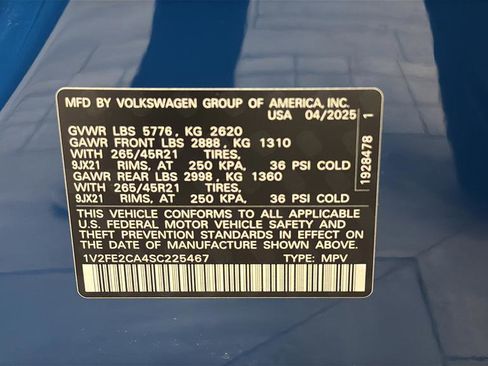 MFD BY VOLKSWAGEN GROUP OF AMERICA, INC.
USA 04/2025
GVWR LBS 5776, KG 2620
GAWR FRONT LBS 2888, KG 1310
WITH 265/45R21 TIRES,
9JX21 RIMS, AT 250 KPA, 36 PSI COLD
GAWR REAR LBS 2998, KG 1360
WITH 265/45R21 TIRES,
9JX21 RIMS, AT 250 KPA, 36 PSI COLD
THIS VEHICLE CONFORMS TO ALL APPLICABLE
U.S. FEDERAL MOTOR VEHICLE SAFETY AND
THEFT PREVENTION STANDARDS IN EFFECT ON THE
DATE OF MANUFACTURE SHOWN ABOVE.
1V2FE2CA4SC225467 TYPE: MPV
1928478 1